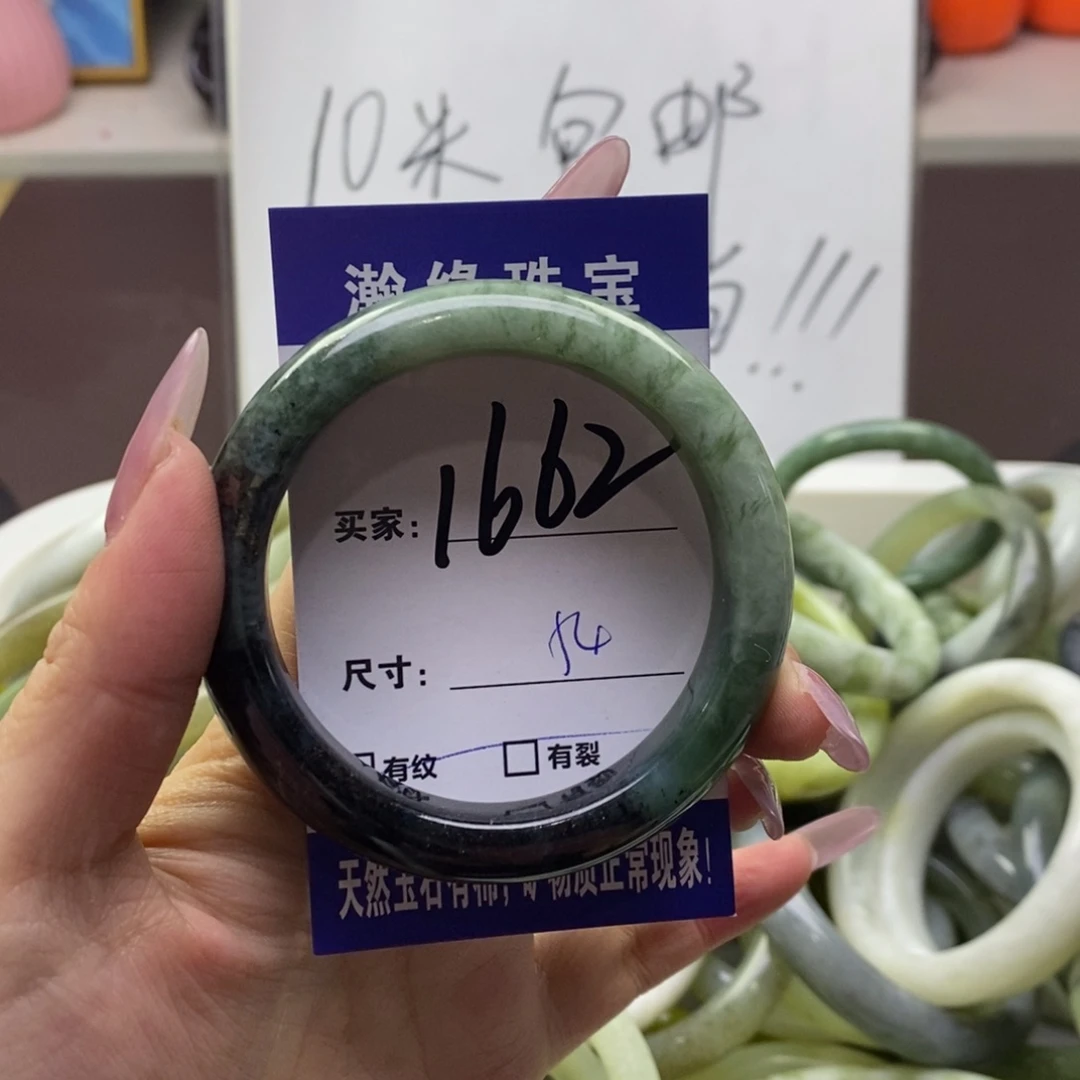 10米 包邮
!!!
瀚缘珠宝
买家: 1662
尺寸: 54
有纹 有裂
天然玉石有棉,矿物质正常现象!